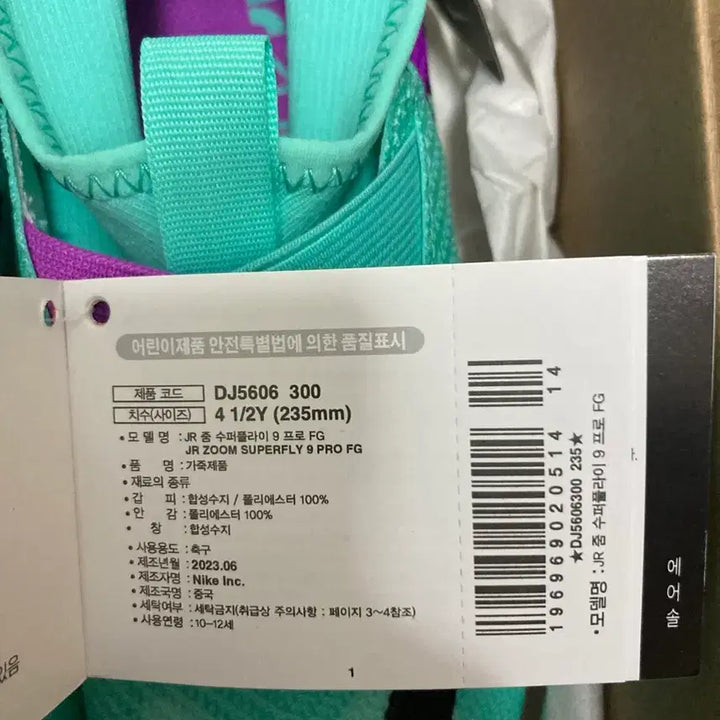 어린이제품 안전특별법에 의한 품질표시
제품 코드 DJ5606 300
치수(사이즈) 4 1/2Y (235mm)
• 모 델 명 : JR 줌 수퍼플라이 9 프로 FG
JR ZOOM SUPERFLY 9 PRO FG
• 품 명 : 가죽제품
• 재료의 종류
• 갑 피 : 합성수지 / 폴리에스터 100%
• 안 감 : 폴리에스터 100%
• 창 : 합성수지
• 사용용도 : 축구
• 제조년월 : 2023.06
• 제조자명 : Nike Inc.
• 제조국명 : 중국
• 세탁여부 : 세탁금지(취급상 주의사항 : 페이지 3~4참조)
• 사용연령 : 10-12세
1
14
196969020514
★DJ5606300 235★
• 모델명 : JR 줌 수퍼플라이 9 프로 FG
에어솔
있음